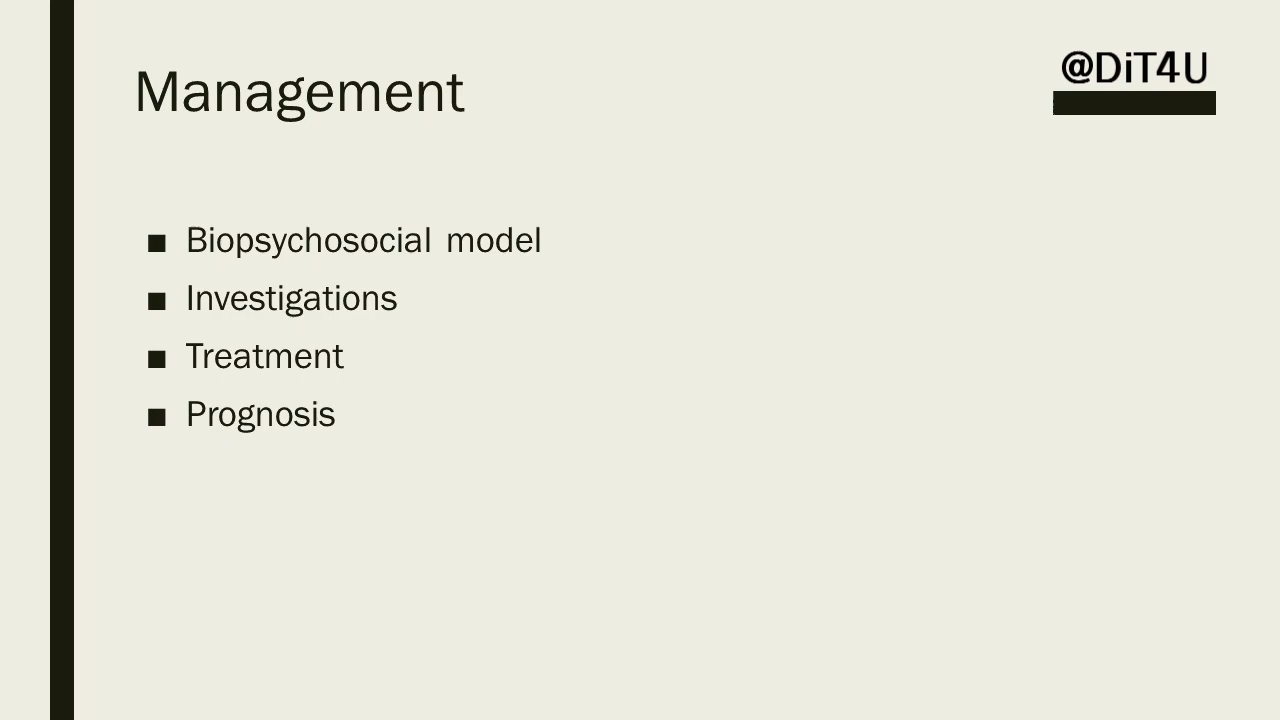 Management
@DiT4U
■ Biopsychosocial model
■ Investigations
■ Treatment
■ Prognosis